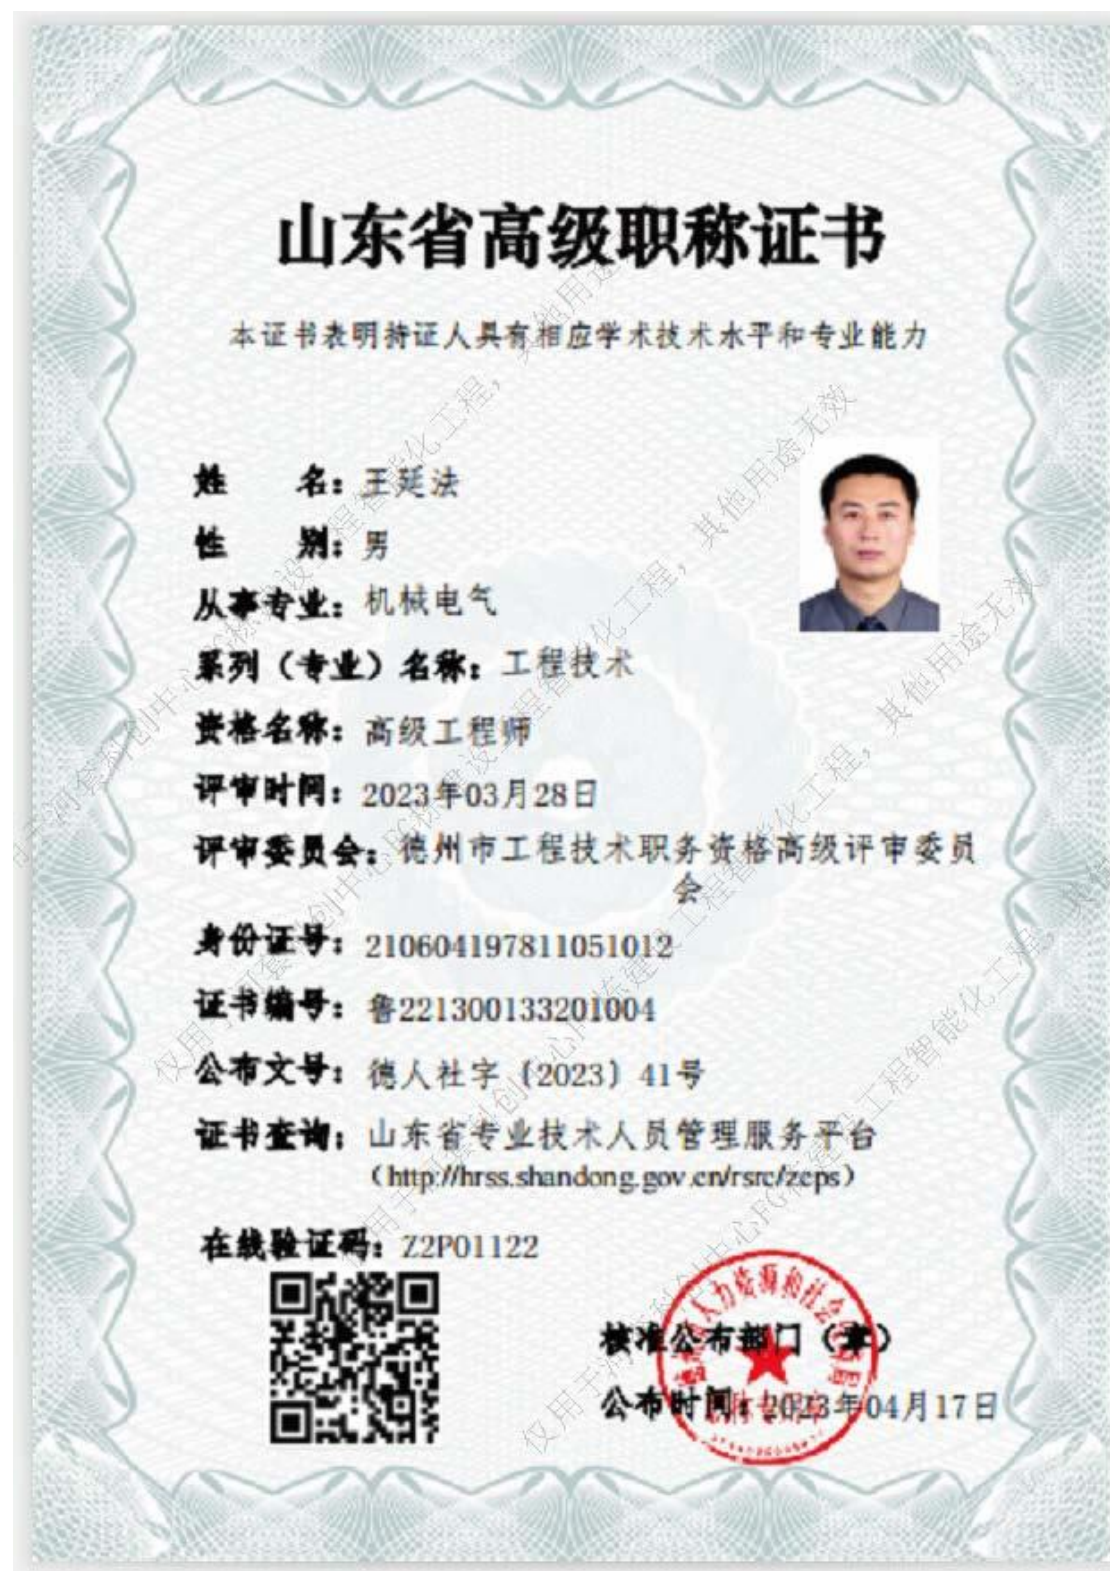 山东省高级职称证书
本证书表明持证人具有相应学术技术水平和专业能力
姓 名：王延法
性 别：男
从事专业：机械电气
系列（专业）名称：工程技术
资格名称：高级工程师
评审时间：2023年03月28日
评审委员会：德州市工程技术职务资格高级评审委员
会
身份证号：210604197811051012
证书编号：鲁221300133201004
公布文号：德人社字〔2023〕41号
证书查询：山东省专业技术人员管理服务平台
（http://hrss.shandong.gov.cn/rsrc/zcps）
在线验证码：Z2P01122
核准公布部门（章）
公布时间：2023年04月17日